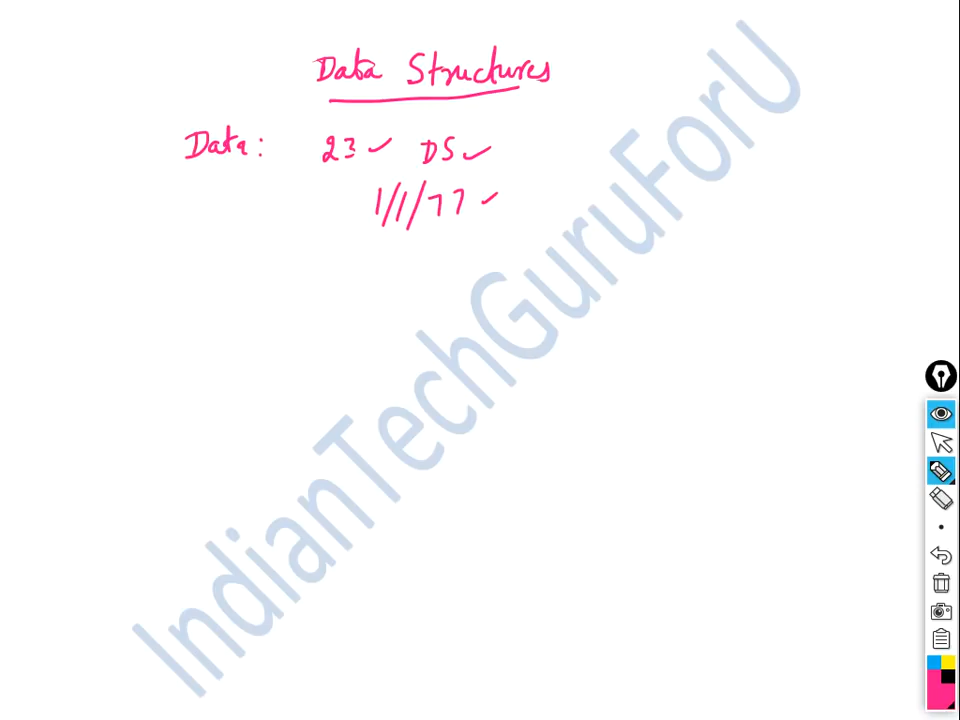 Data Structures
Data: 23 ✓ DS ✓
1/1/77 ✓
IndianTechGuruForU